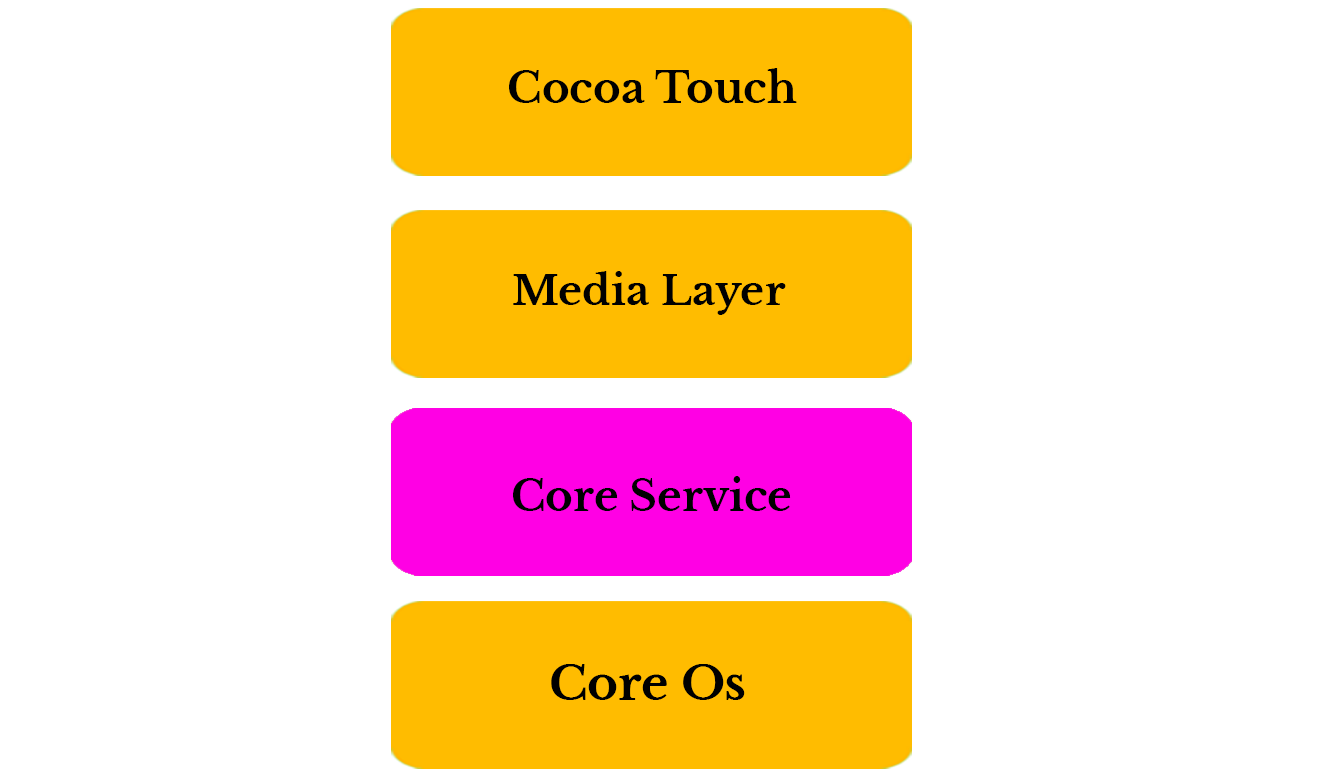 Cocoa Touch
Media Layer
Core Service
Core Os